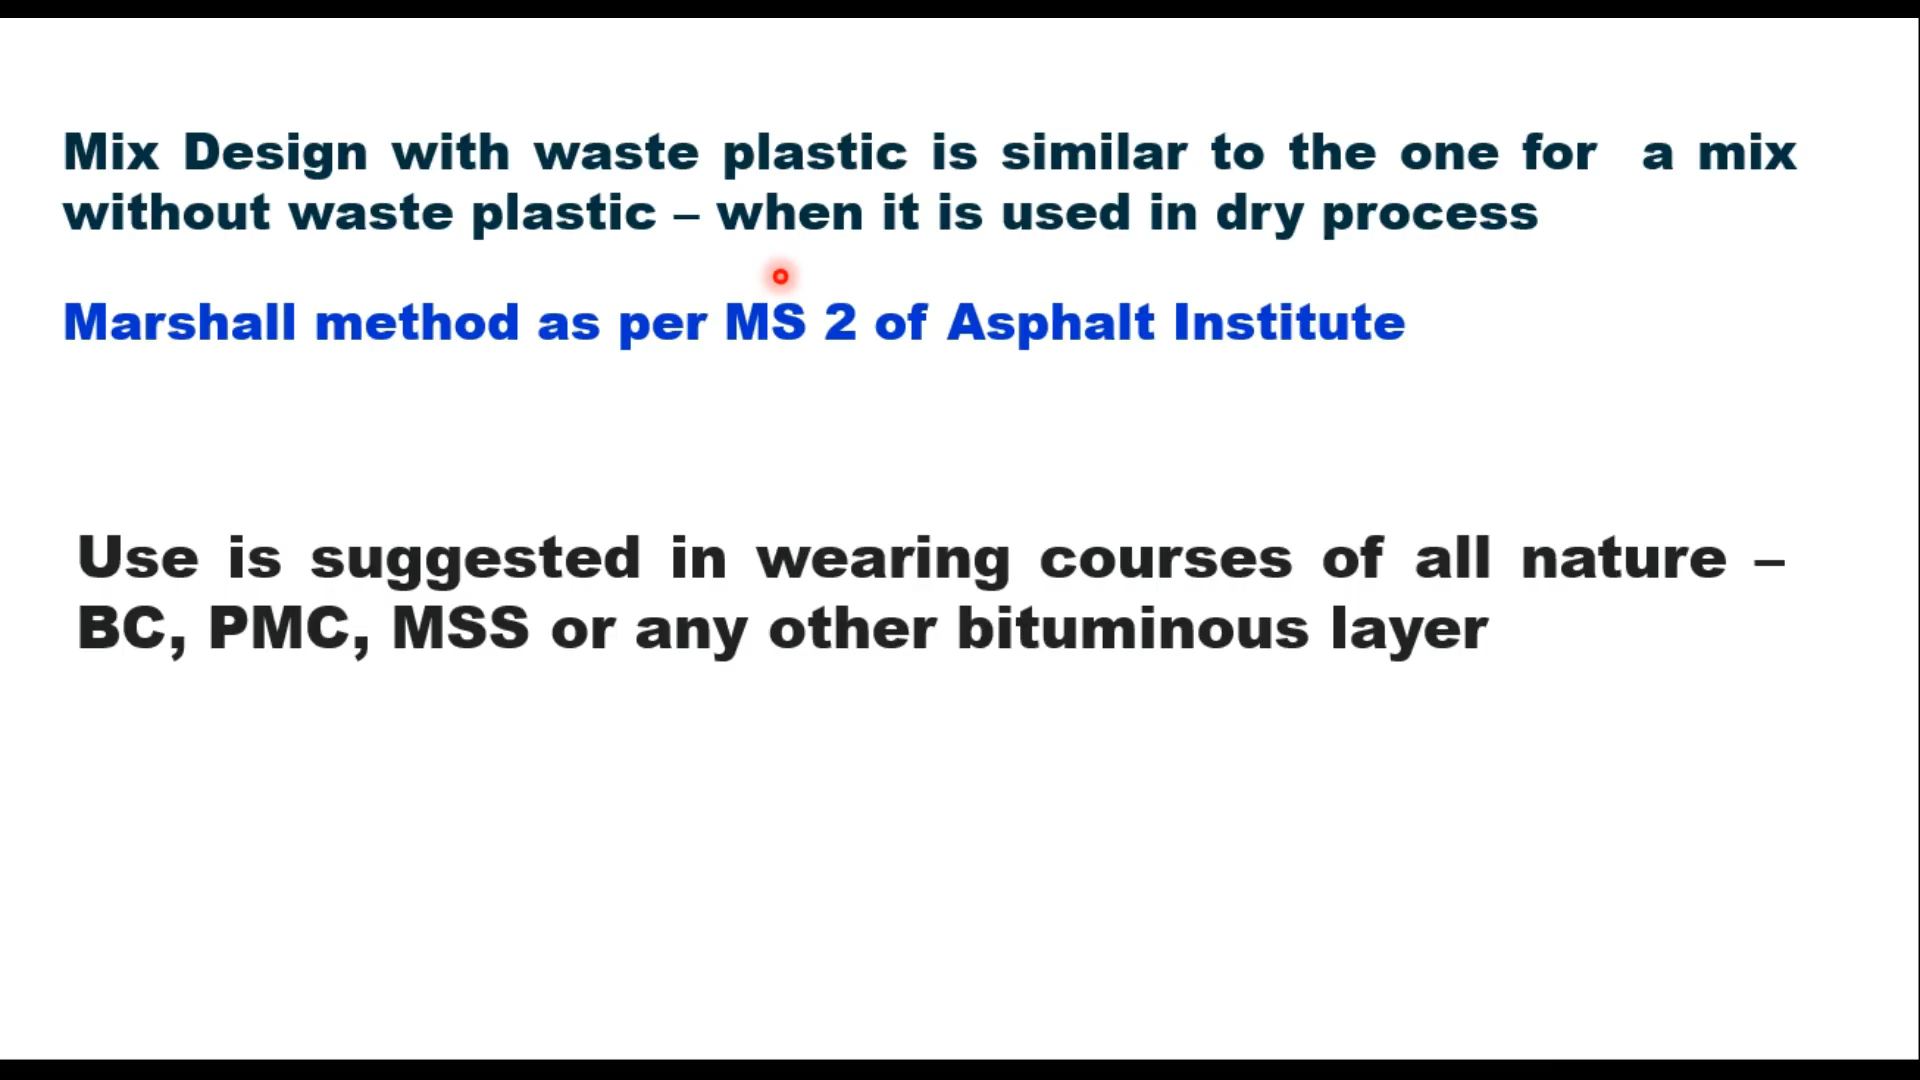 Mix Design with waste plastic is similar to the one for a mix
without waste plastic – when it is used in dry process
Marshall method as per MS 2 of Asphalt Institute
Use is suggested in wearing courses of all nature –
BC, PMC, MSS or any other bituminous layer